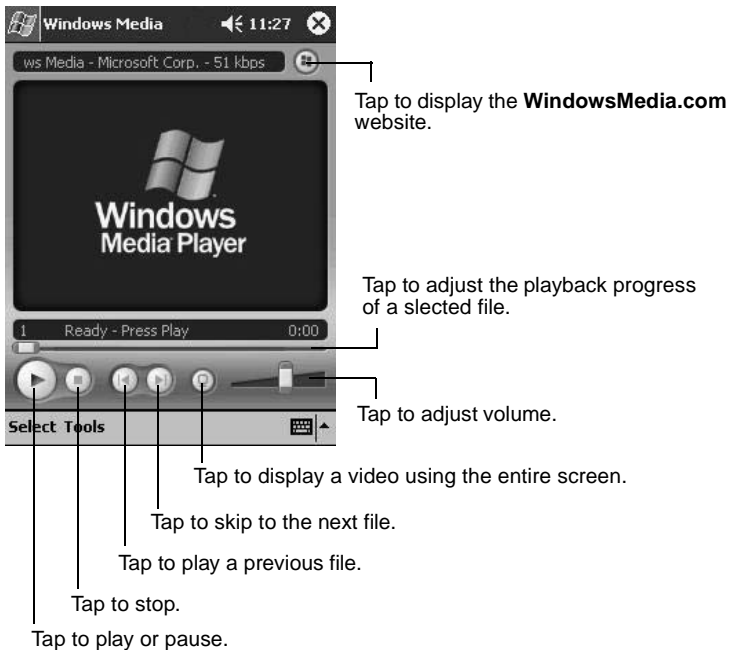 Windows Media 11:27
ws Media - Microsoft Corp. - 51 kbps
Tap to display the WindowsMedia.com
website.
Windows
Media Player
Tap to adjust the playback progress
of a slected file.
1 Ready - Press Play 0:00
Tap to adjust volume.
Select Tools
Tap to display a video using the entire screen.
Tap to skip to the next file.
Tap to play a previous file.
Tap to stop.
Tap to play or pause.